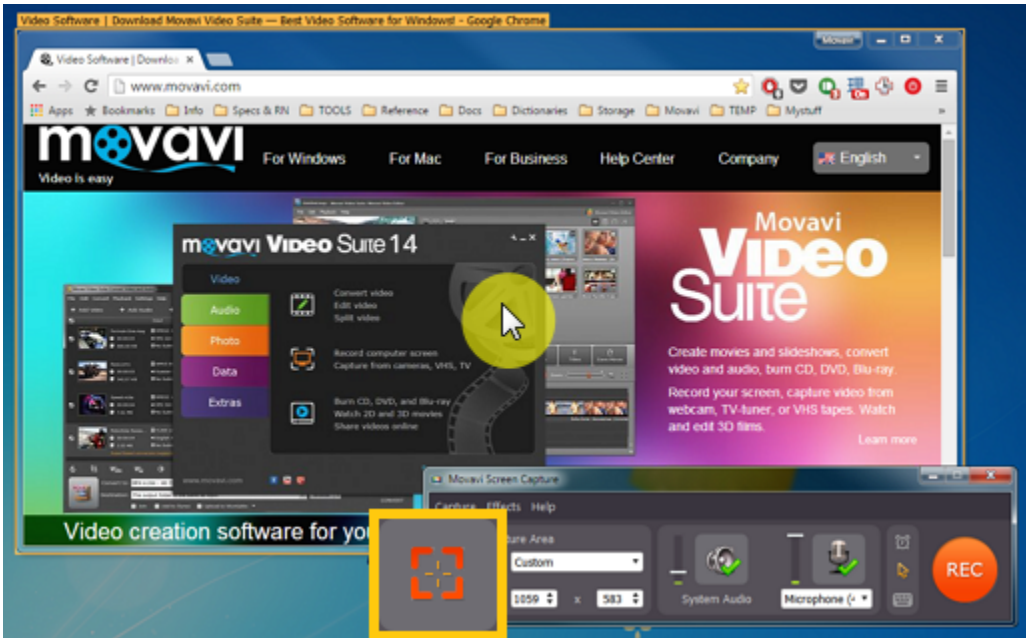 Video Software | Download Movavi Video Suite — Best Video Software for Windows! - Google Chrome
Movavi
Video Software | Downlo
www.movavi.com
Apps Bookmarks Info Specs & RN TOOLS Reference Docs Dictionaries Storage Movavi TEMP Mystuff »
movavi
Video is easy
For Windows For Mac For Business Help Center Company English
movavi VIDEO SUITE 14
Video
Audio
Photo
Data
Extras
Convert video
Edit video
Split video
Record computer screen
Capture from cameras, VHS, TV
Burn CD, DVD, and Blu-ray
Watch 2D and 3D movies
Share videos online
www.movavi.com
Movavi
VIDEO
SUITE
Create movies and slideshows, convert
video and audio, burn CD, DVD, Blu-ray.
Record your screen, capture video from
webcam, TV-tuner, or VHS tapes. Watch
and edit 3D films.
Learn more
Video creation software for yo
Movavi Screen Capture
Capture Effects Help
ture Area
Custom
1059 x 583
System Audio
Microphone (
REC